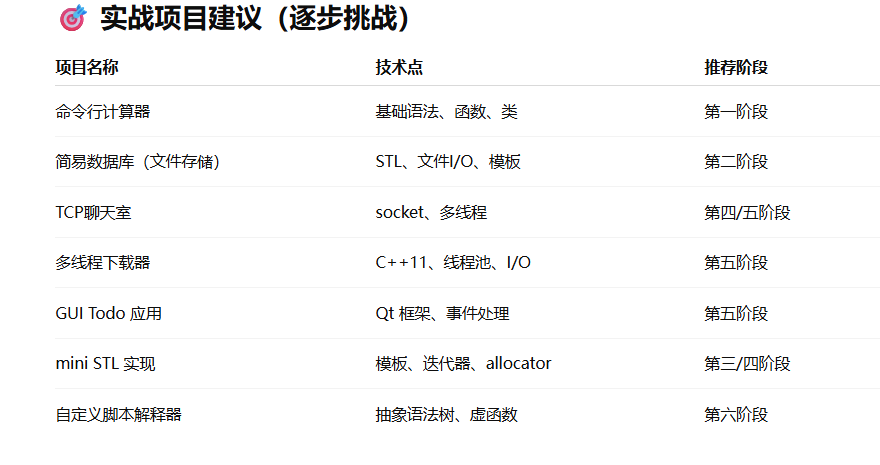 🎯 实战项目建议（逐步挑战）
项目名称 技术点 推荐阶段
命令行计算器 基础语法、函数、类 第一阶段
简易数据库（文件存储） STL、文件I/O、模板 第二阶段
TCP聊天室 socket、多线程 第四/五阶段
多线程下载器 C++11、线程池、I/O 第五阶段
GUI Todo 应用 Qt 框架、事件处理 第五阶段
mini STL 实现 模板、迭代器、allocator 第三/四阶段
自定义脚本解释器 抽象语法树、虚函数 第六阶段